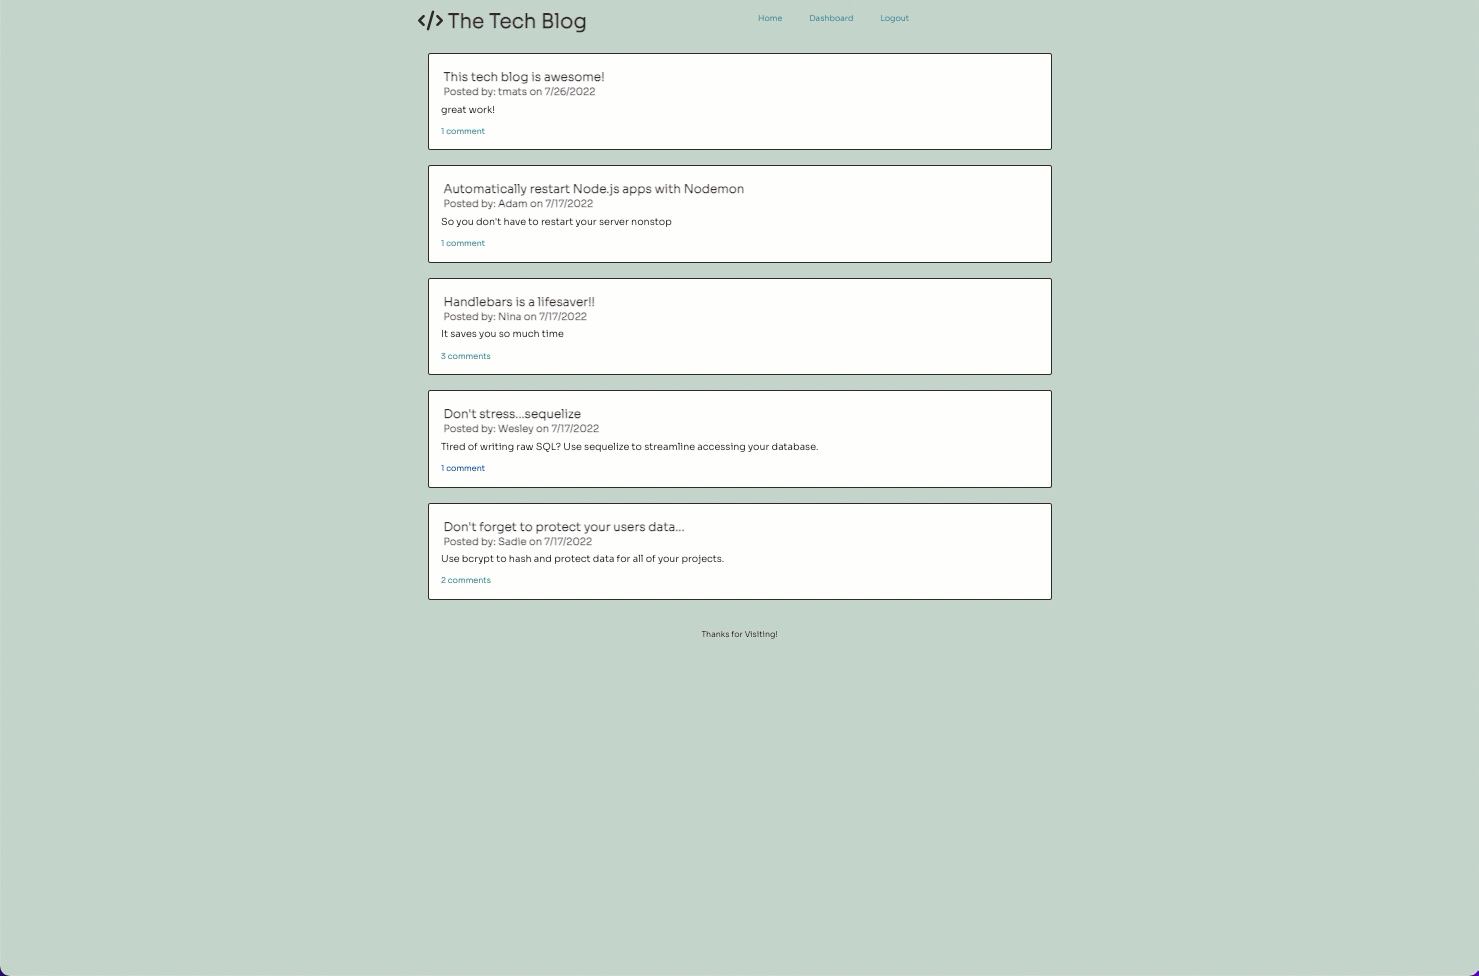 </> The Tech Blog
Home Dashboard Logout
This tech blog is awesome!
Posted by: tmats on 7/26/2022
great work!
1 comment
Automatically restart Node.js apps with Nodemon
Posted by: Adam on 7/17/2022
So you don't have to restart your server nonstop
1 comment
Handlebars is a lifesaver!!
Posted by: Nina on 7/17/2022
It saves you so much time
3 comments
Don't stress...sequelize
Posted by: Wesley on 7/17/2022
Tired of writing raw SQL? Use sequelize to streamline accessing your database.
1 comment
Don't forget to protect your users data...
Posted by: Sadie on 7/17/2022
Use bcrypt to hash and protect data for all of your projects.
2 comments
Thanks for Visiting!